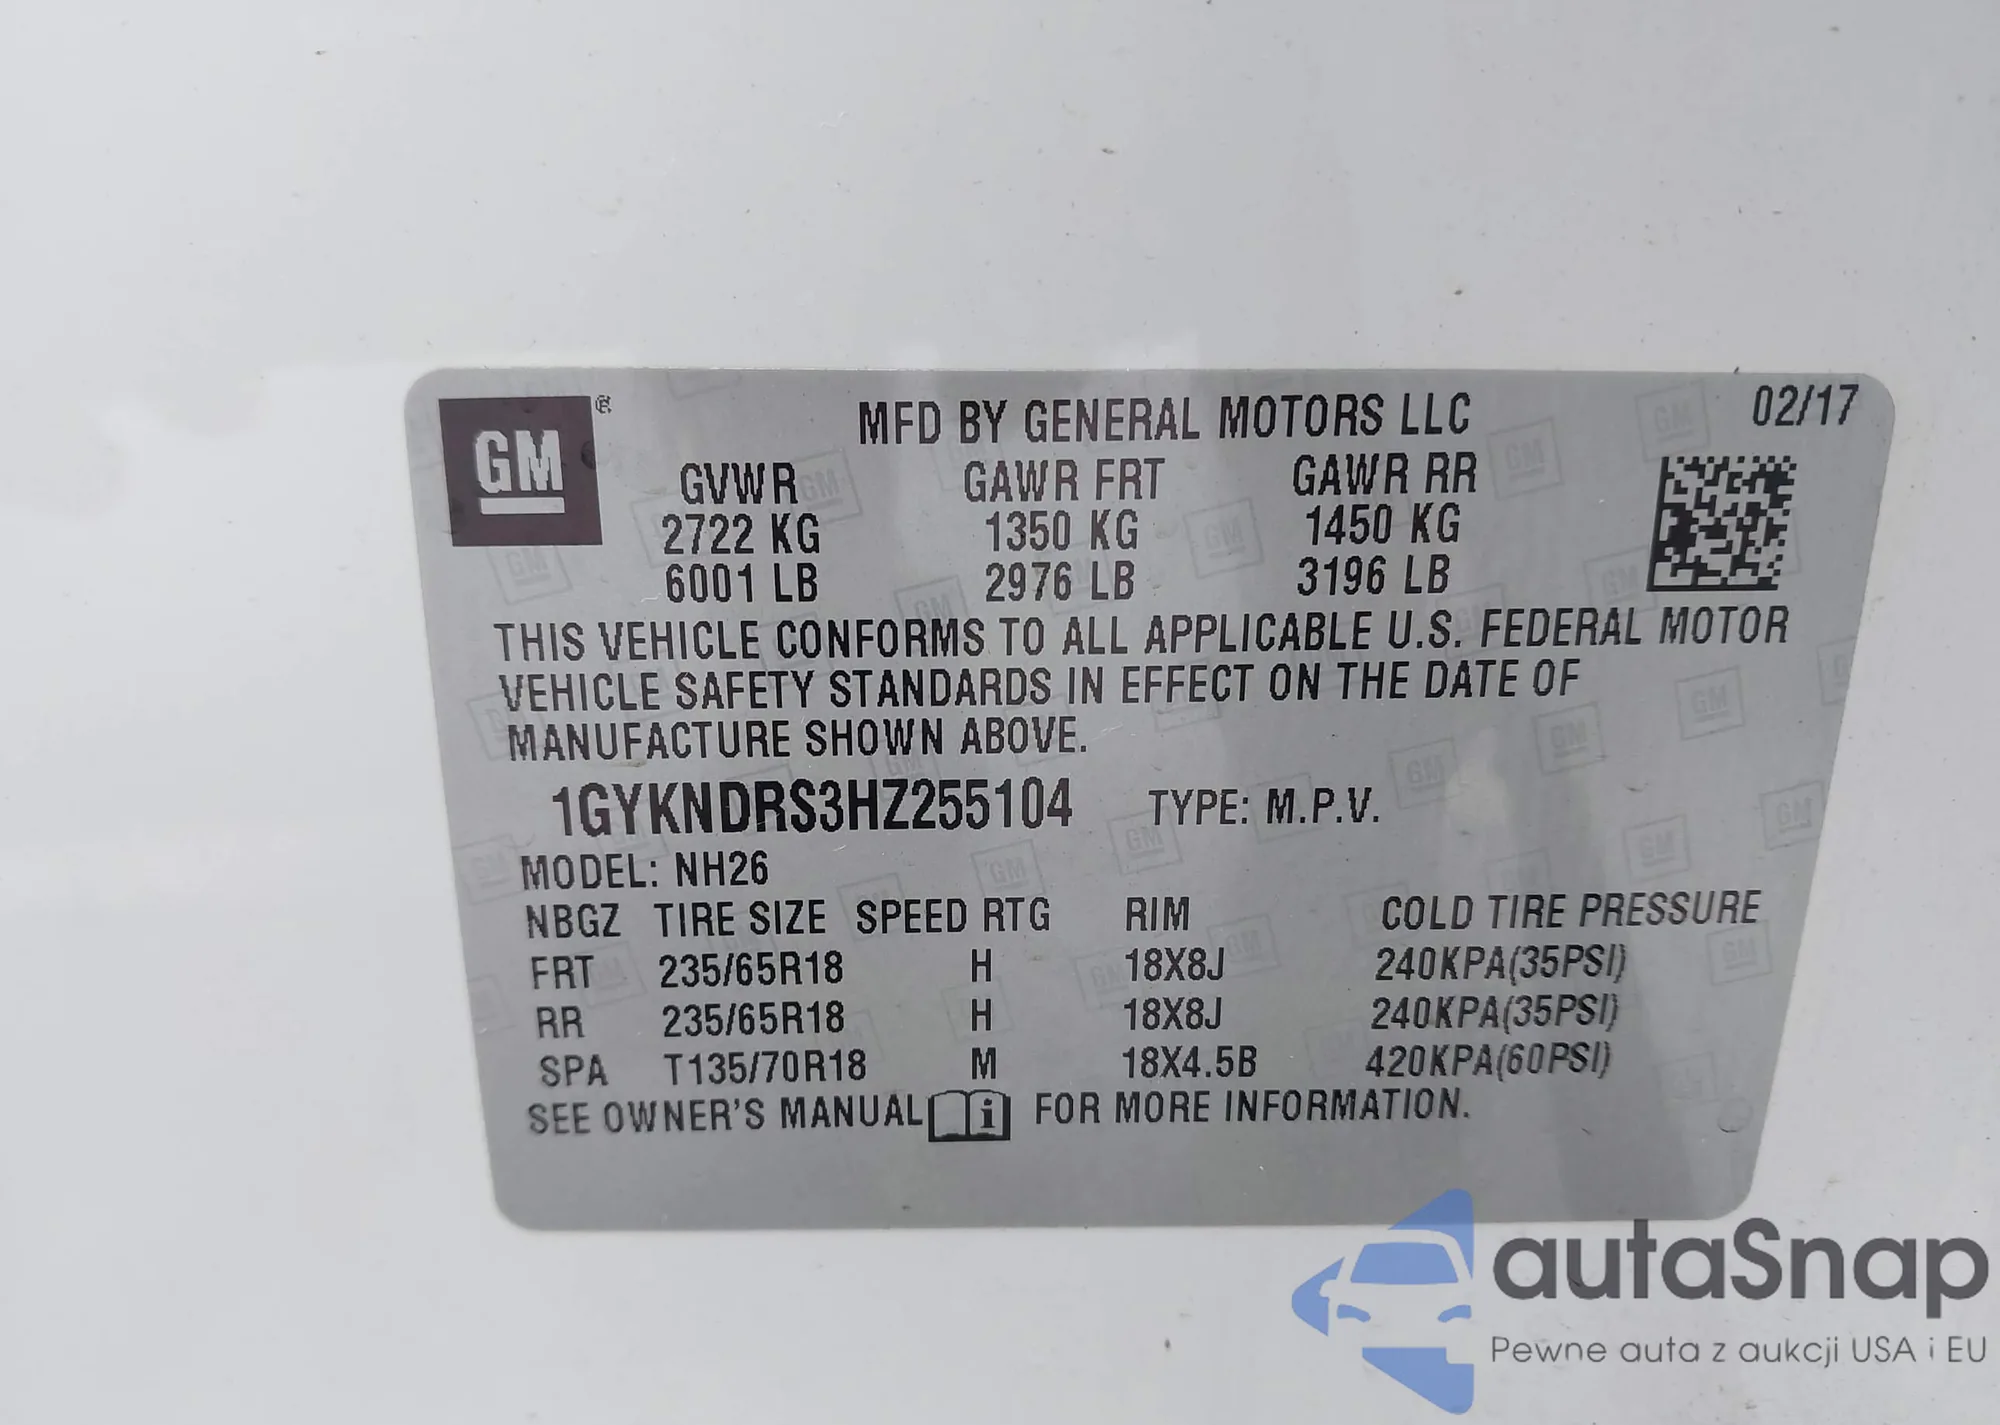 GM
MFD BY GENERAL MOTORS LLC
02/17
GVWR GAWR FRT GAWR RR
2722 KG 1350 KG 1450 KG
6001 LB 2976 LB 3196 LB
THIS VEHICLE CONFORMS TO ALL APPLICABLE U.S. FEDERAL MOTOR
VEHICLE SAFETY STANDARDS IN EFFECT ON THE DATE OF
MANUFACTURE SHOWN ABOVE.
1GYKNDRS3HZ255104 TYPE: M.P.V.
MODEL: NH26
NBGZ TIRE SIZE SPEED RTG RIM COLD TIRE PRESSURE
FRT 235/65R18 H 18X8J 240KPA(35PSI)
RR 235/65R18 H 18X8J 240KPA(35PSI)
SPA T135/70R18 M 18X4.5B 420KPA(60PSI)
SEE OWNER'S MANUAL i FOR MORE INFORMATION.
autaSnap
Pewne auta z aukcji USA i EU